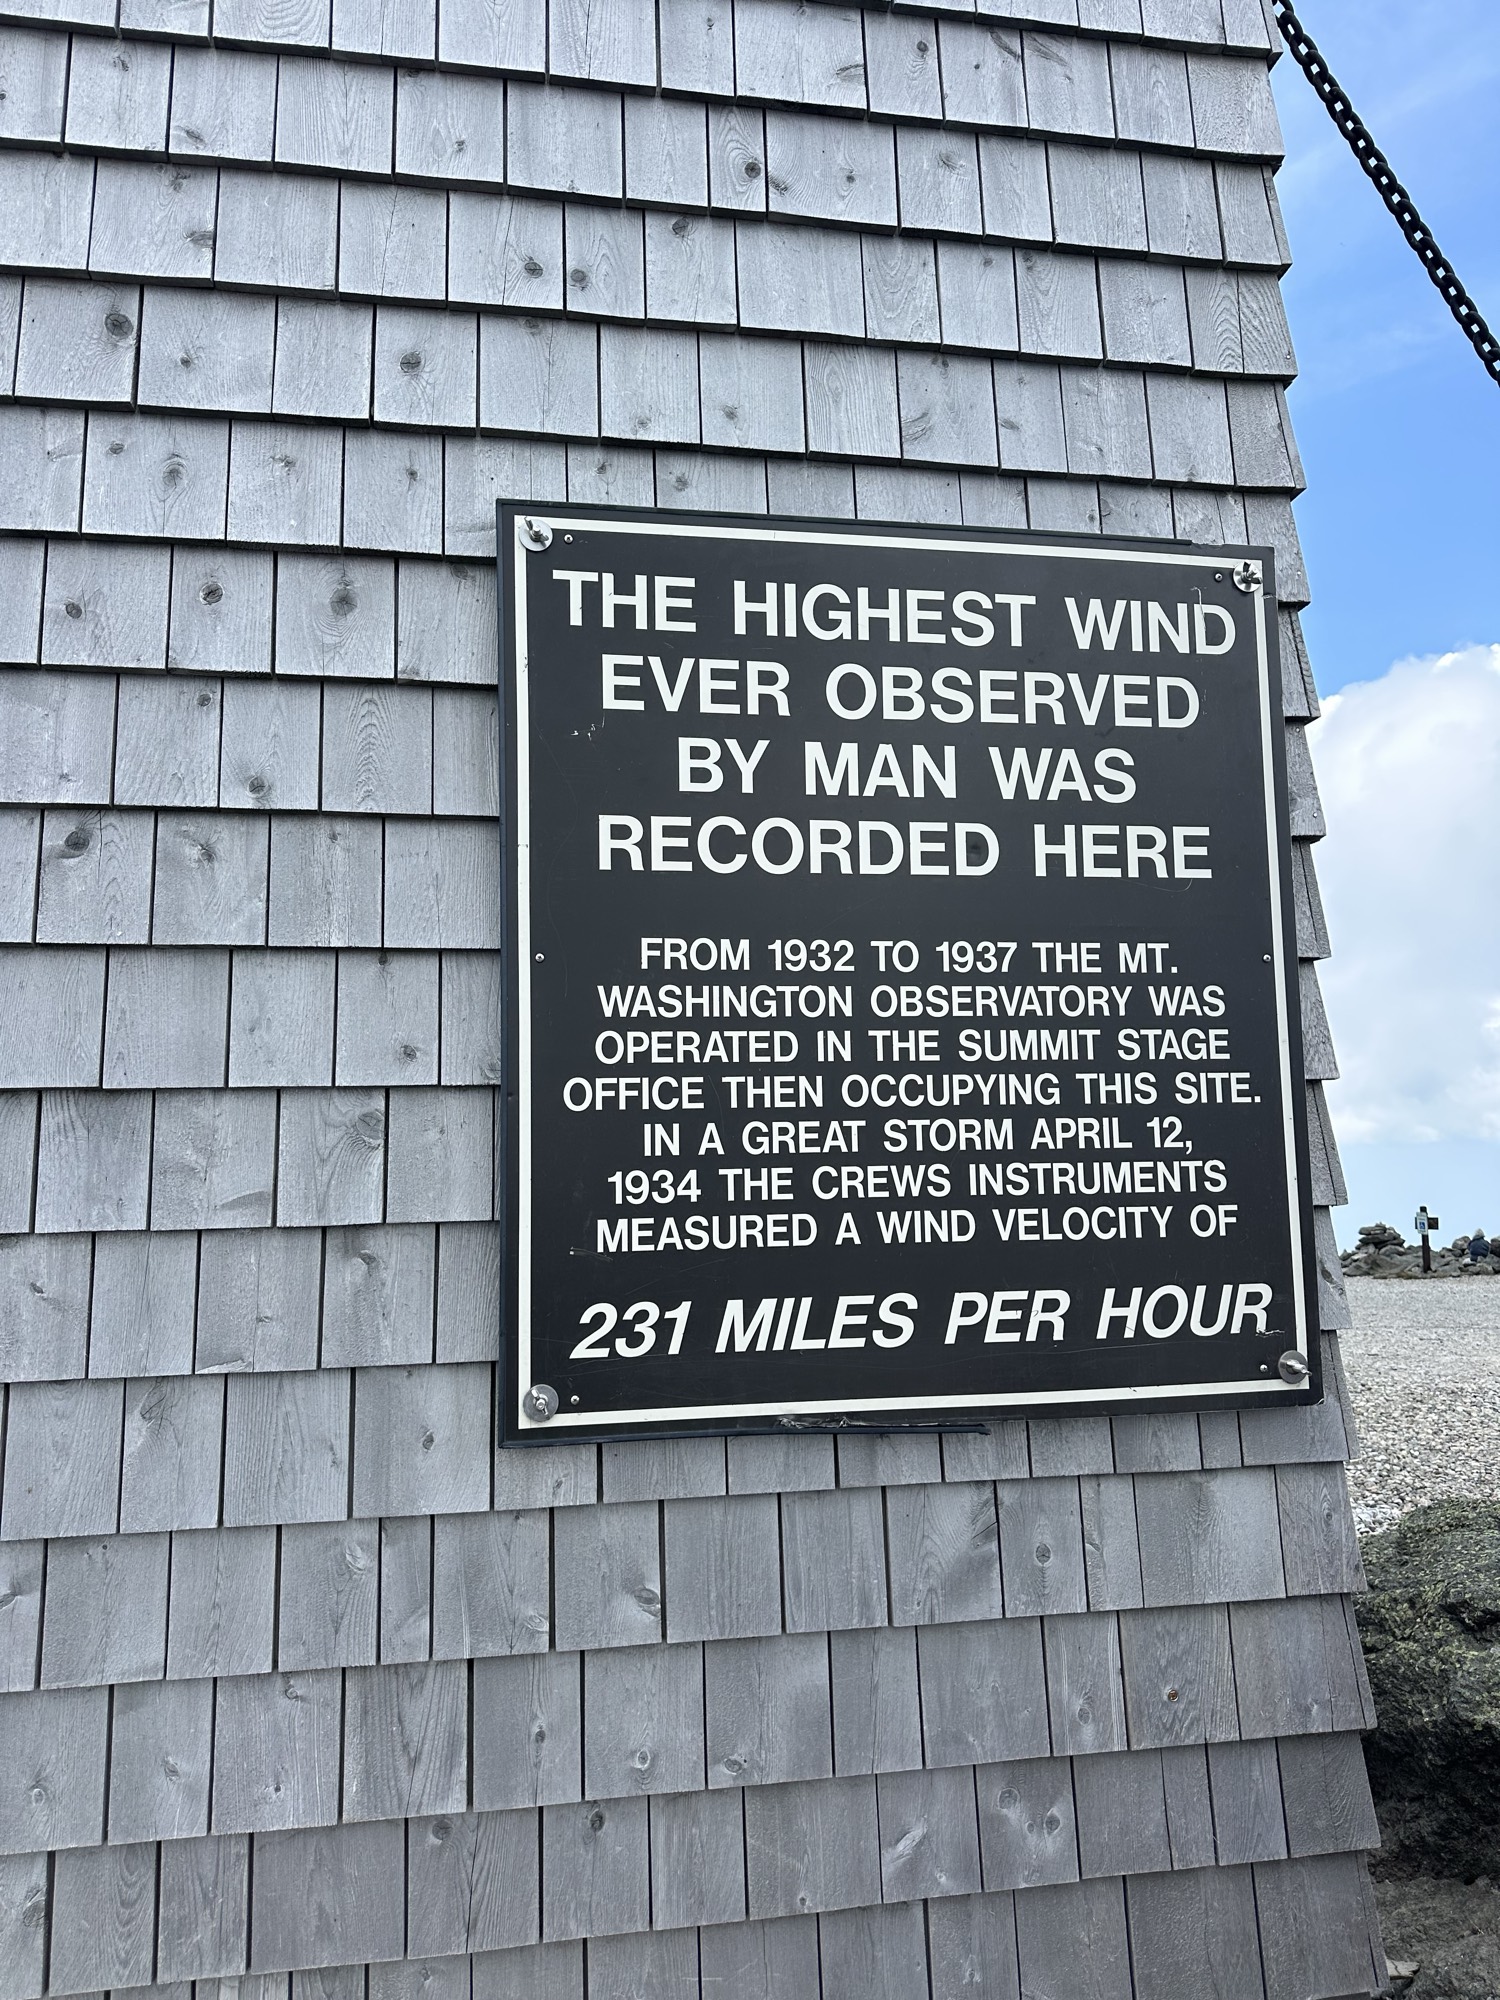 THE HIGHEST WIND
EVER OBSERVED
BY MAN WAS
RECORDED HERE
FROM 1932 TO 1937 THE MT.
WASHINGTON OBSERVATORY WAS
OPERATED IN THE SUMMIT STAGE
OFFICE THEN OCCUPYING THIS SITE.
IN A GREAT STORM APRIL 12,
1934 THE CREWS INSTRUMENTS
MEASURED A WIND VELOCITY OF
231 MILES PER HOUR